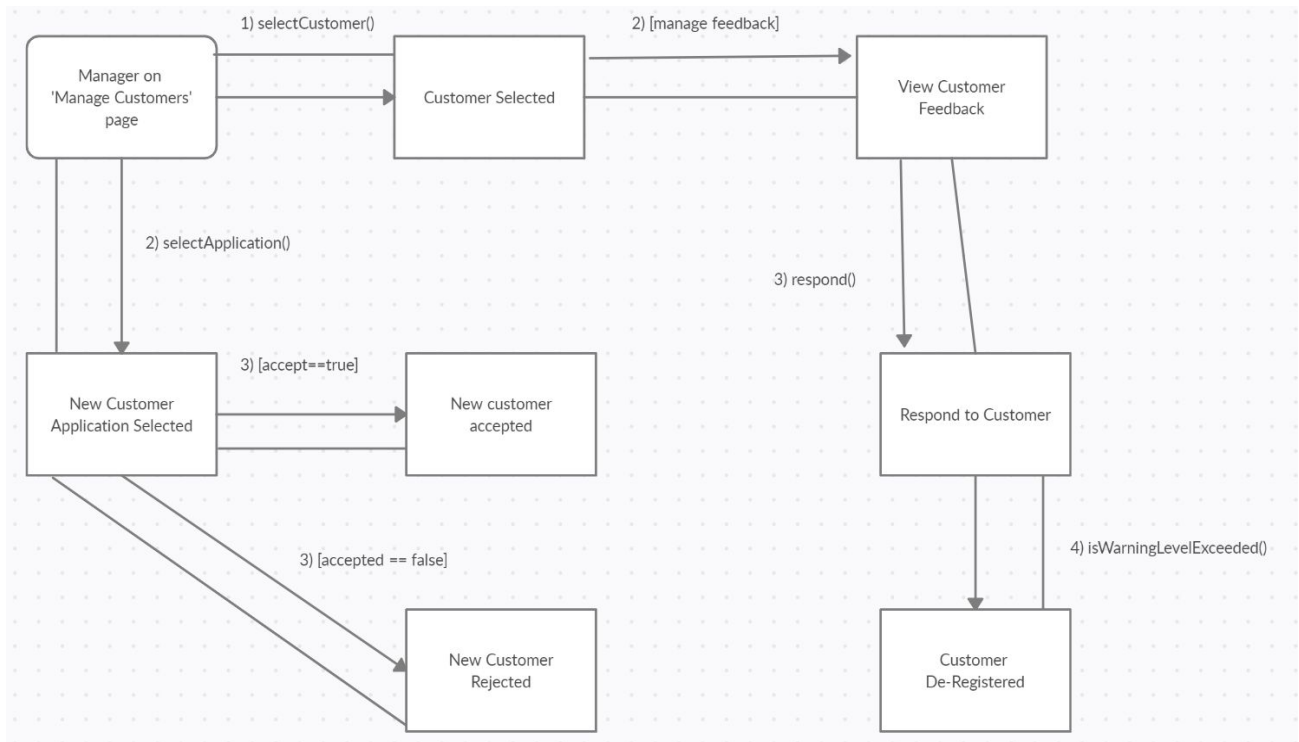 1) selectCustomer()
2) [manage feedback]
Manager on
'Manage Customers'
page
Customer Selected
View Customer
Feedback
2) selectApplication()
3) respond()
3) [accept==true]
New Customer
Application Selected
New customer
accepted
Respond to Customer
3) [accepted == false]
4) isWarningLevelExceeded()
New Customer
Rejected
Customer
De-Registered